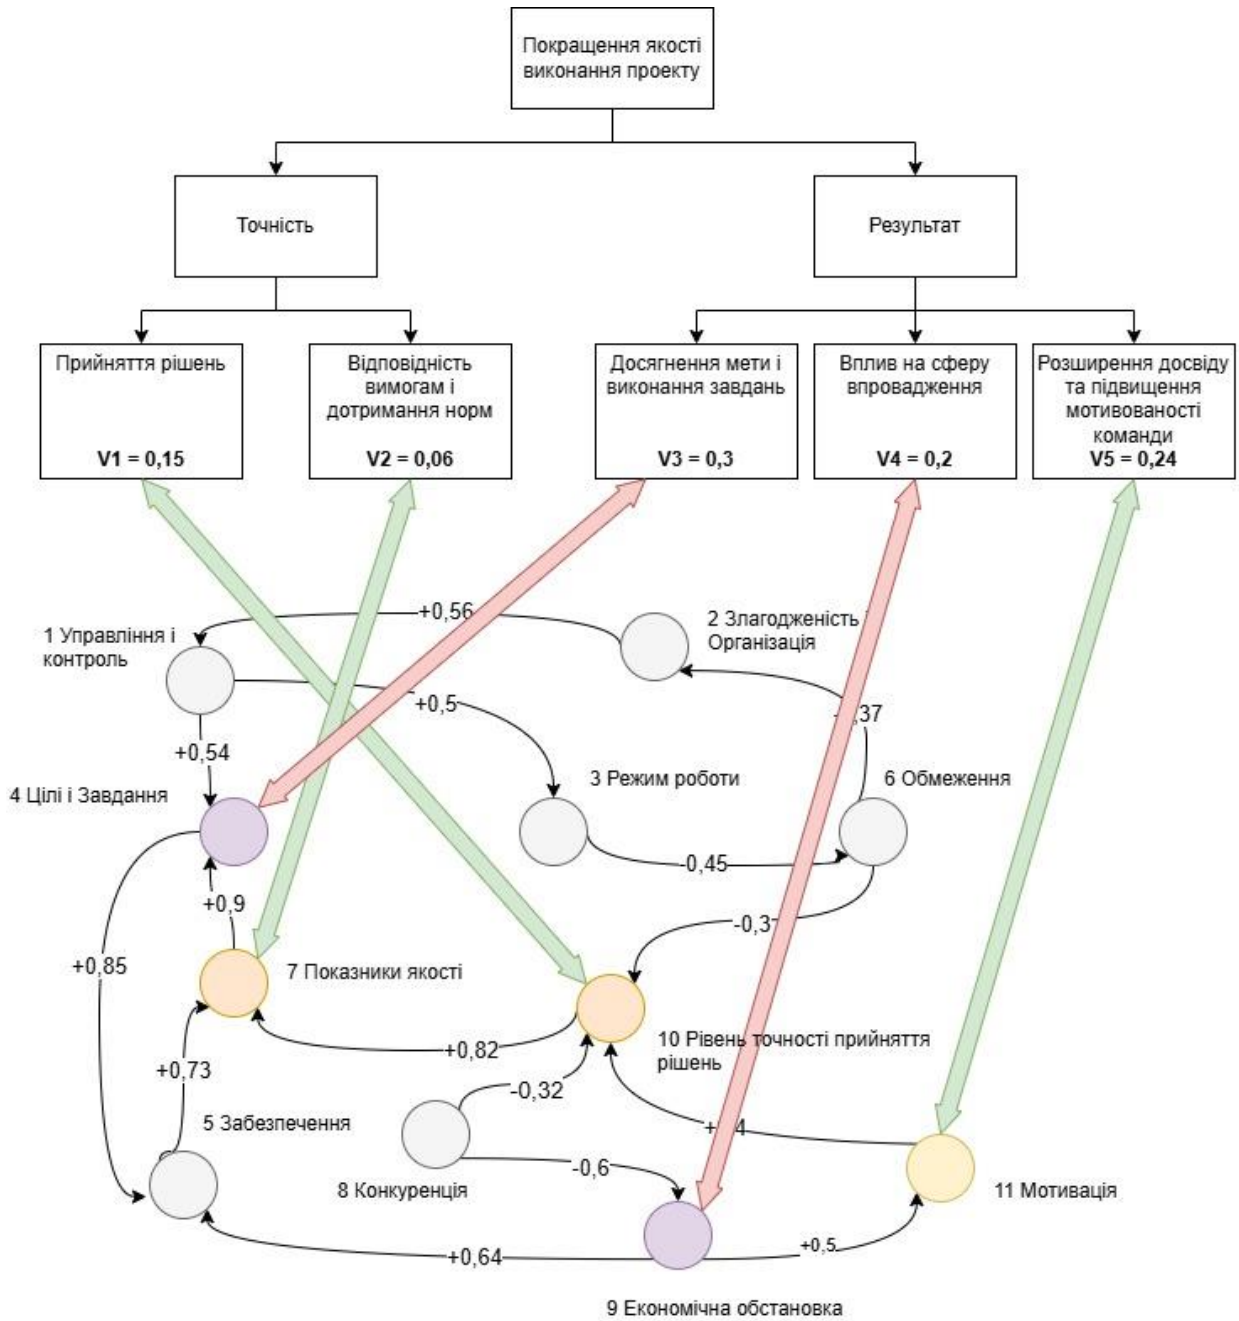 Покращення якості
виконання проекту
Точність
Результат
Прийняття рішень
V1 = 0,15
Відповідність
вимогам і
дотримання норм
V2 = 0,06
Досягнення мети і
виконання завдань
V3 = 0,3
Вплив на сферу
впровадження
V4 = 0,2
Розширення досвіду
та підвищення
мотивованості
команди
V5 = 0,24
+0,56
1 Управління і
контроль
2 Злагодженість
Організація
+0,5
+0,54
4 Цілі і Завдання
3 Режим роботи
6 Обмеження
-0,45
+0,9
-0,3
+0,85
7 Показники якості
+0,82
10 Рівень точності прийняття
рішень
+0,73
-0,32
5 Забезпечення
-0,6
8 Конкуренція
11 Мотивація
+0,64
+0,5
9 Економічна обстановка